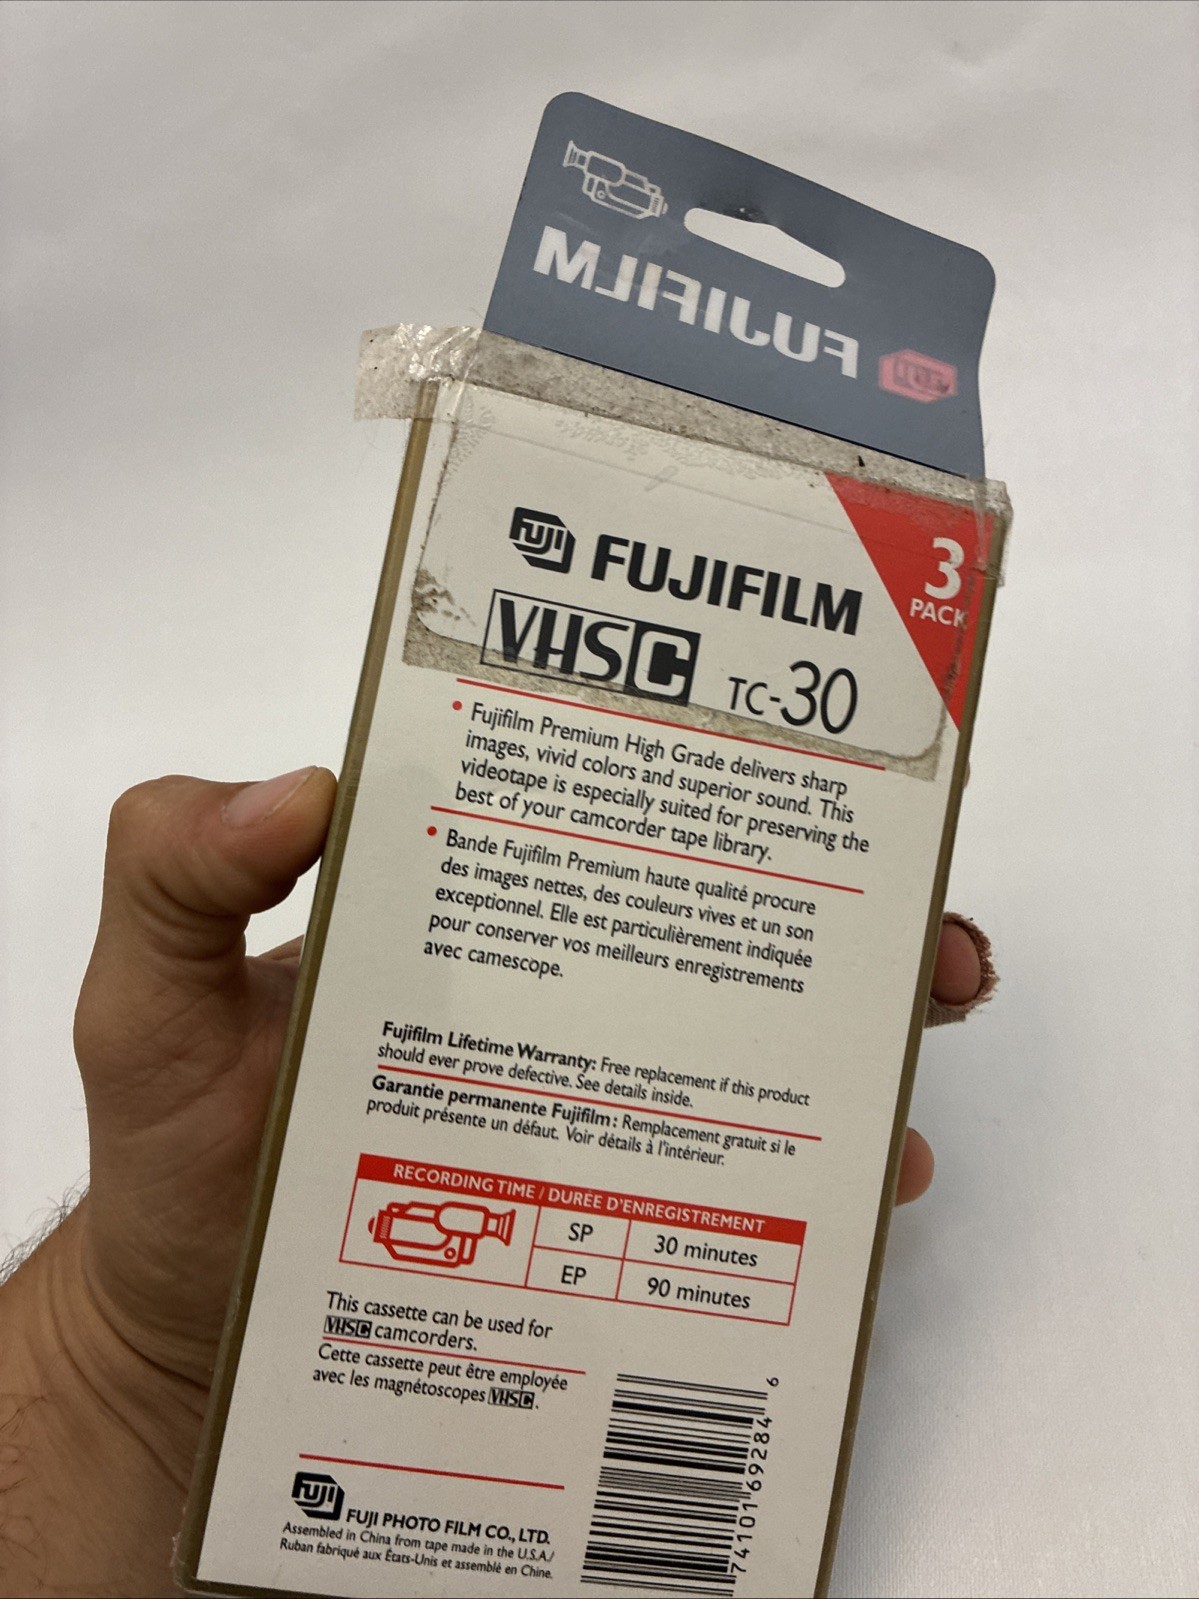 FUJIFILM
FUJI
FUJI FUJIFILM
3
PACK
VHSC TC-30
• Fujifilm Premium High Grade delivers sharp
images, vivid colors and superior sound. This
videotape is especially suited for preserving the
best of your camcorder tape library.
• Bande Fujifilm Premium haute qualité procure
des images nettes, des couleurs vives et un son
exceptionnel. Elle est particulièrement indiquée
pour conserver vos meilleurs enregistrements
avec camescope.
Fujifilm Lifetime Warranty: Free replacement if this product
should ever prove defective. See details inside.
Garantie permanente Fujifilm: Remplacement gratuit si le
produit présente un défaut. Voir détails à l'intérieur.
RECORDING TIME / DURÉE D'ENREGISTREMENT
SP 30 minutes
EP 90 minutes
This cassette can be used for
VHSC camcorders.
Cette cassette peut être employée
avec les magnétoscopes VHSC.
FUJI FUJI PHOTO FILM CO., LTD.
Assembled in China from tape made in the U.S.A./
Ruban fabriqué aux États-Unis et assemblé en Chine.
74101 69284 6